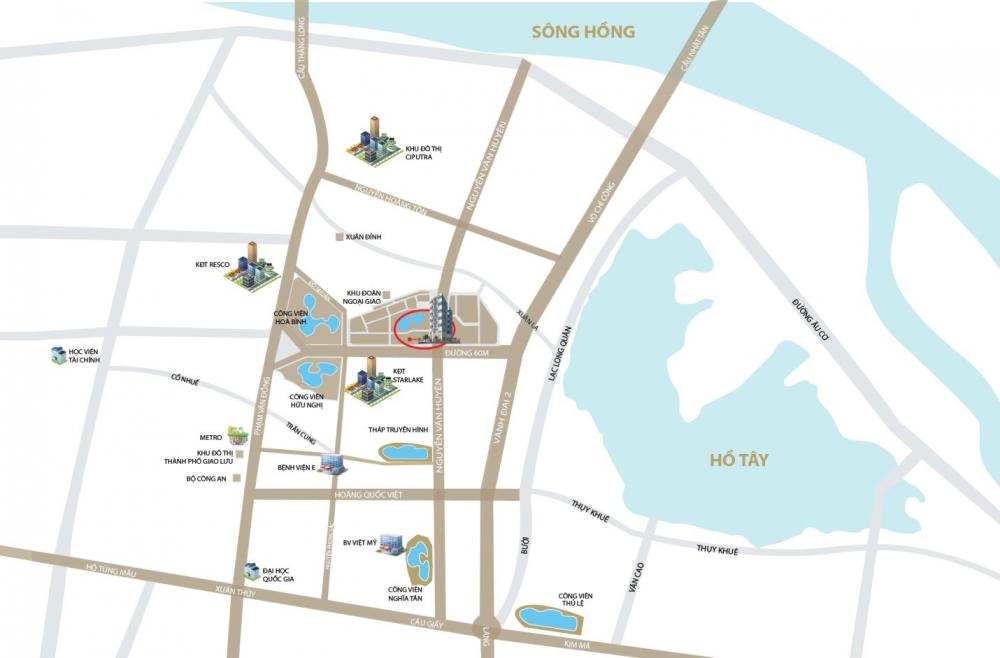 SÔNG HỒNG
CẦU THĂNG LONG
CẦU NHẬT TÂN
KHU ĐÔ THỊ
CIPUTRA
NGUYỄN VĂN HUYÊN
NGUYỄN HOÀNG TÔN
VÕ CHÍ CÔNG
XUÂN ĐỈNH
KĐT RESCO
KHU ĐOÀN
NGOẠI GIAO
CÔNG VIÊN
HOÀ BÌNH
XUÂN LA
LẠC LONG QUÂN
ĐƯỜNG ÂU CƠ
ĐƯỜNG 60M
HỌC VIỆN
TÀI CHÍNH
CỔ NHUẾ
PHẠM VĂN ĐỒNG
CÔNG VIÊN
HỮU NGHỊ
KĐT
STARLAKE
VÀNH ĐAI 2
NGUYỄN VĂN HUYÊN
TRẦN CUNG
THÁP TRUYỀN HÌNH
METRO
KHU ĐÔ THỊ
THÀNH PHỐ GIAO LƯU
BỘ CÔNG AN
BỆNH VIỆN E
HỒ TÂY
HOÀNG QUỐC VIỆT
THỤY KHUÊ
THỤY KHUÊ
BƯỞI
VĂN CAO
BV VIỆT MỸ
ĐẠI HỌC
QUỐC GIA
CÔNG VIÊN
NGHĨA TÂN
CÔNG VIÊN
THỦ LỆ
HỒ TÙNG MẬU
XUÂN THỦY
CẦU GIẤY
LÁNG
KIM MÃ